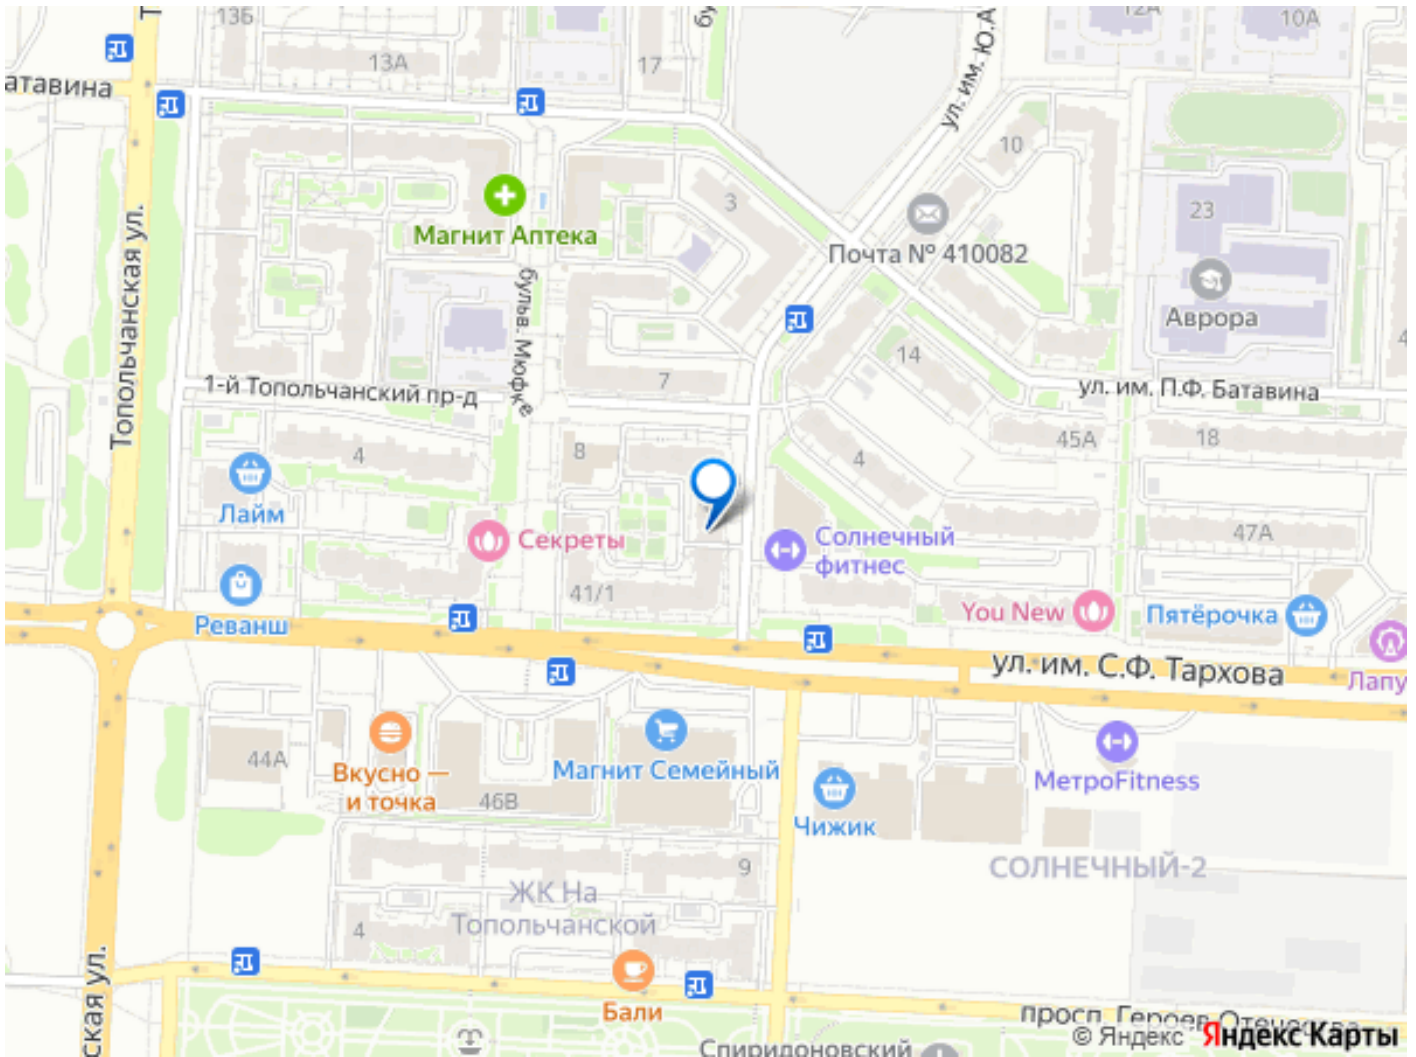 13Б
12А
10А
13А
17
атавина
ул. им. Ю.А
10
3
23
Магнит Аптека
Почта № 410082
Топольчанская ул.
бульв. Мюфке
Аврора
14
7
1-й Топольчанский пр-д
ул. им. П.Ф. Батавина
4
8
4
45А
18
Лайм
Секреты
Солнечный
фитнес
47А
41/1
Реванш
You New
Пятёрочка
ул. им. С.Ф. Тархова
Лапу
44А
Вкусно —
и точка
46В
Магнит Семейный
МетроFitness
Чижик
9
СОЛНЕЧНЫЙ-2
ЖК На
Топольчанской
4
ская ул.
Бали
просп. Героев Отечества
Спиридоновский
© Яндекс Яндекс Карты